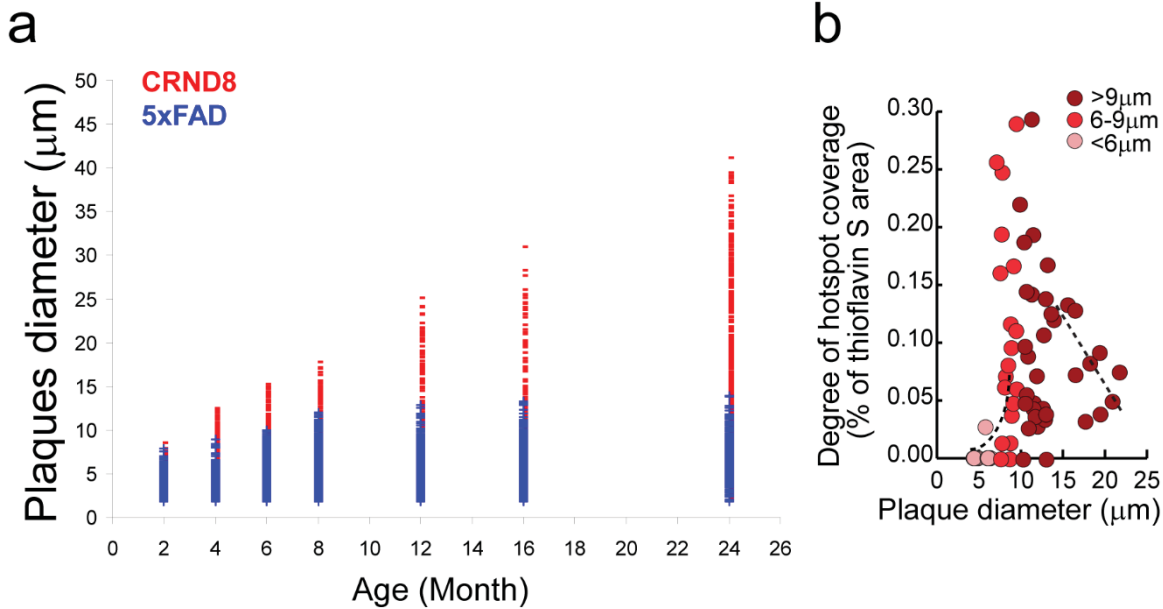 a
CRND8
5xFAD
Plaques diameter (μm)
50
45
40
35
30
25
20
15
10
5
0
0 2 4 6 8 10 12 14 16 18 20 22 24 26
Age (Month)
b
>9μm
6-9μm
<6μm
Degree of hotspot coverage
(% of thioflavin S area)
0.30
0.25
0.20
0.15
0.10
0.05
0.00
0 5 10 15 20 25
Plaque diameter (μm)